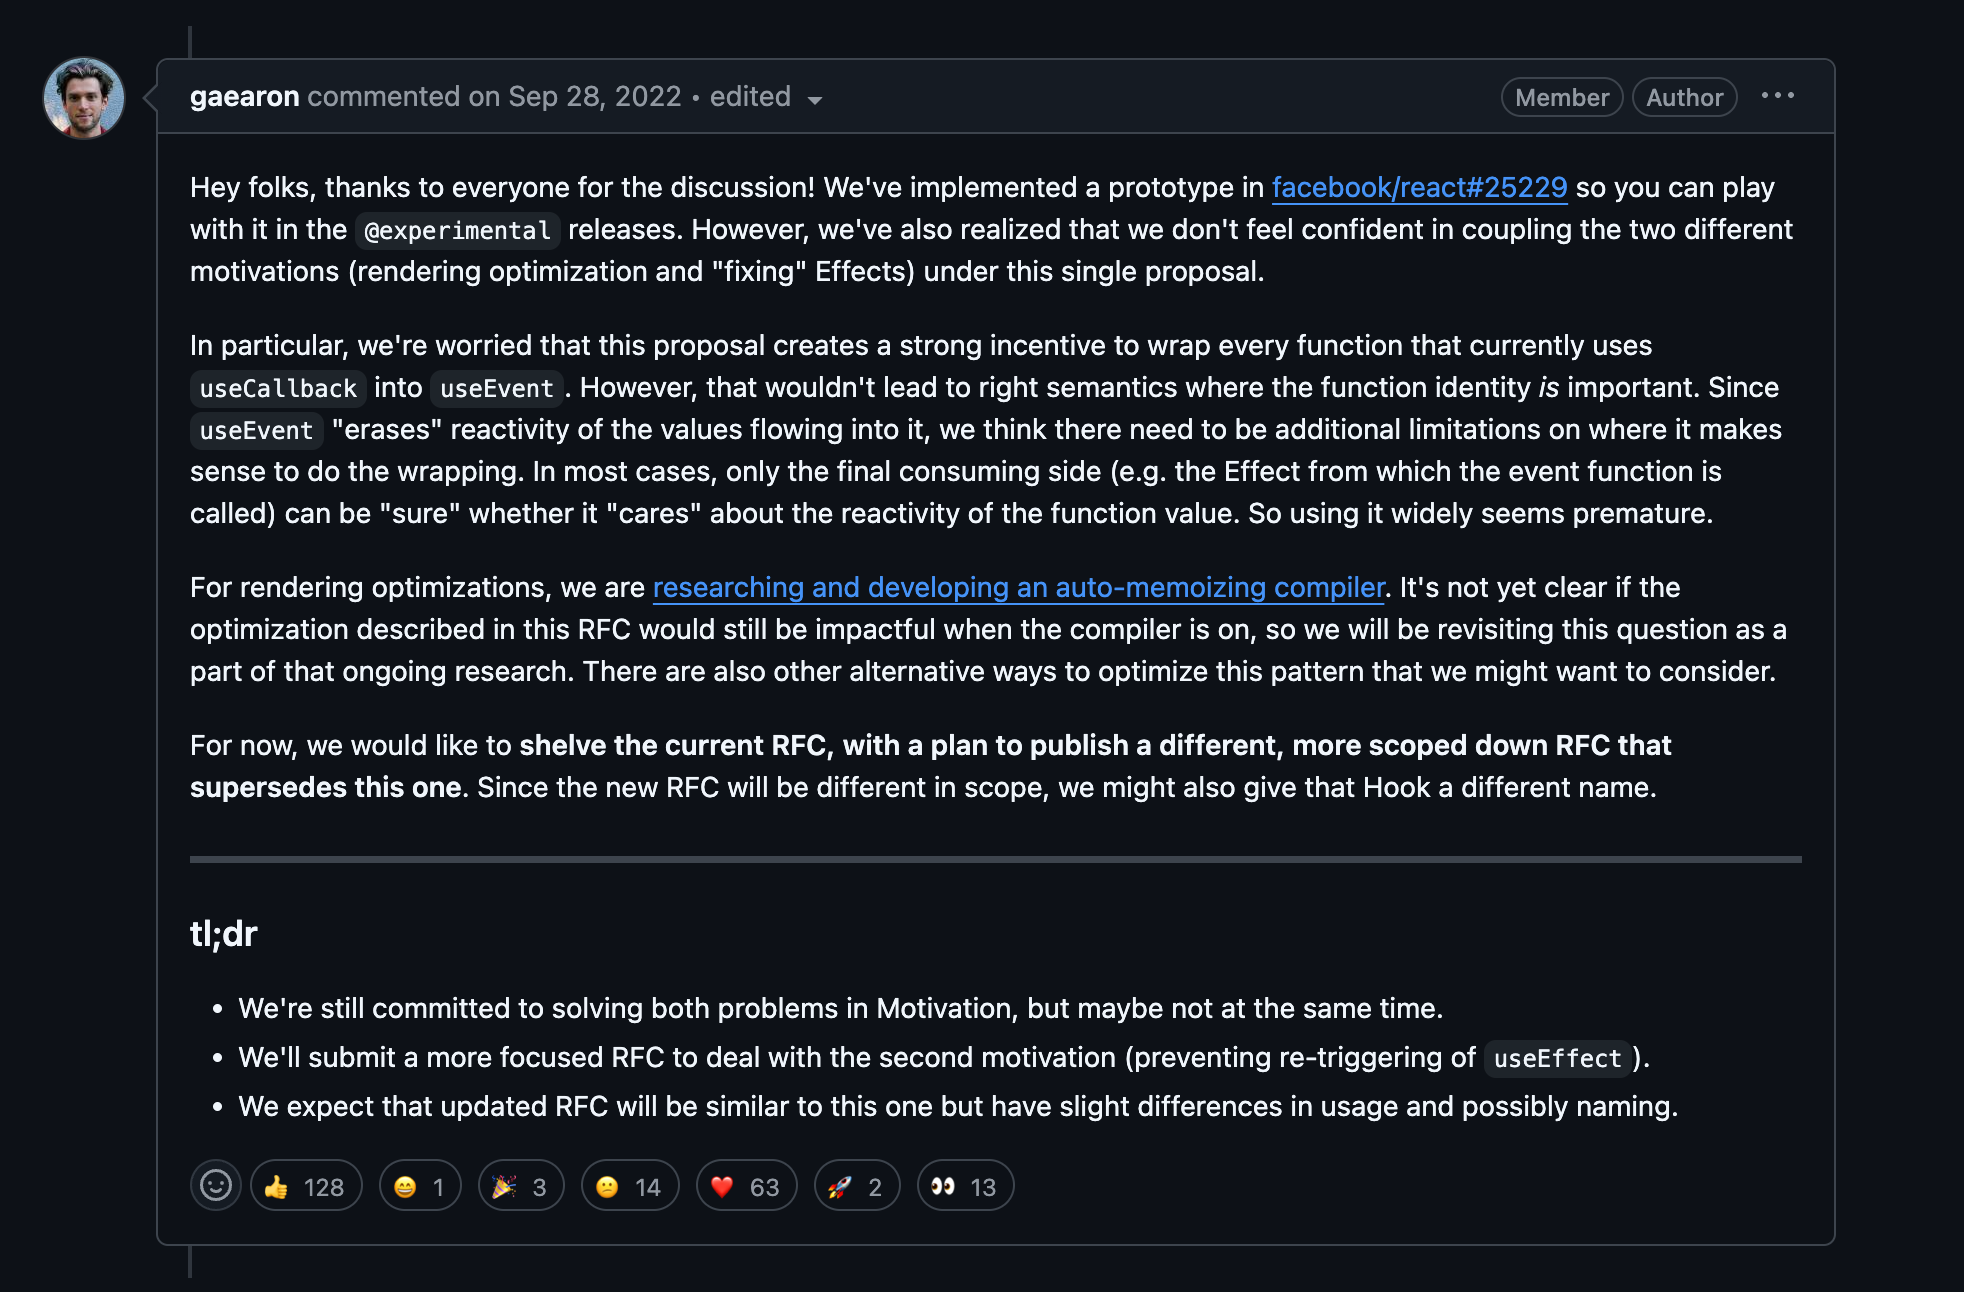 gaearon commented on Sep 28, 2022 • edited
Member
Author
Hey folks, thanks to everyone for the discussion! We've implemented a prototype in facebook/react#25229 so you can play
with it in the @experimental releases. However, we've also realized that we don't feel confident in coupling the two different
motivations (rendering optimization and "fixing" Effects) under this single proposal.
In particular, we're worried that this proposal creates a strong incentive to wrap every function that currently uses
useCallback into useEvent. However, that wouldn't lead to right semantics where the function identity is important. Since
useEvent "erases" reactivity of the values flowing into it, we think there need to be additional limitations on where it makes
sense to do the wrapping. In most cases, only the final consuming side (e.g. the Effect from which the event function is
called) can be "sure" whether it "cares" about the reactivity of the function value. So using it widely seems premature.
For rendering optimizations, we are researching and developing an auto-memoizing compiler. It's not yet clear if the
optimization described in this RFC would still be impactful when the compiler is on, so we will be revisiting this question as a
part of that ongoing research. There are also other alternative ways to optimize this pattern that we might want to consider.
For now, we would like to shelve the current RFC, with a plan to publish a different, more scoped down RFC that
supersedes this one. Since the new RFC will be different in scope, we might also give that Hook a different name.
tl;dr
• We're still committed to solving both problems in Motivation, but maybe not at the same time.
• We'll submit a more focused RFC to deal with the second motivation (preventing re-triggering of useEffect).
• We expect that updated RFC will be similar to this one but have slight differences in usage and possibly naming.
👍 128 😄 1 🎉 3 😕 14 ❤️ 63 🚀 2 👀 13